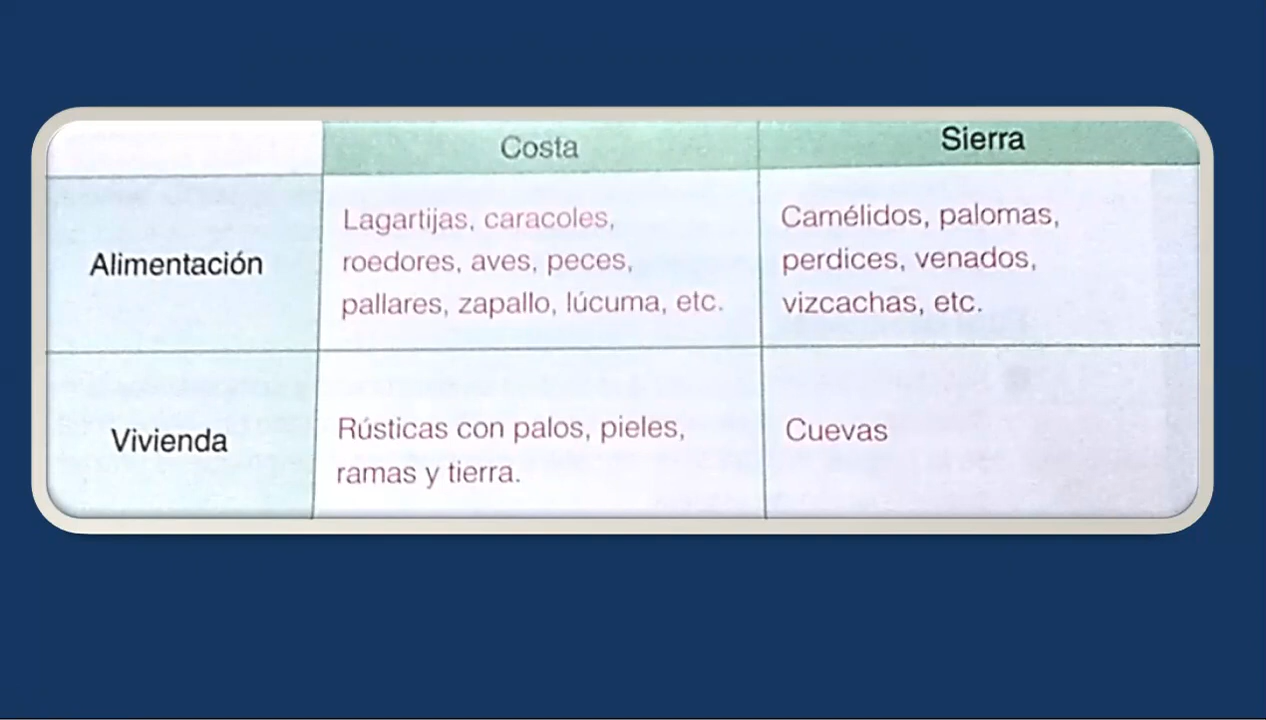 Costa
Sierra
Alimentación
Lagartijas, caracoles,
roedores, aves, peces,
pallares, zapallo, lúcuma, etc.
Camélidos, palomas,
perdices, venados,
vizcachas, etc.
Vivienda
Rústicas con palos, pieles,
ramas y tierra.
Cuevas